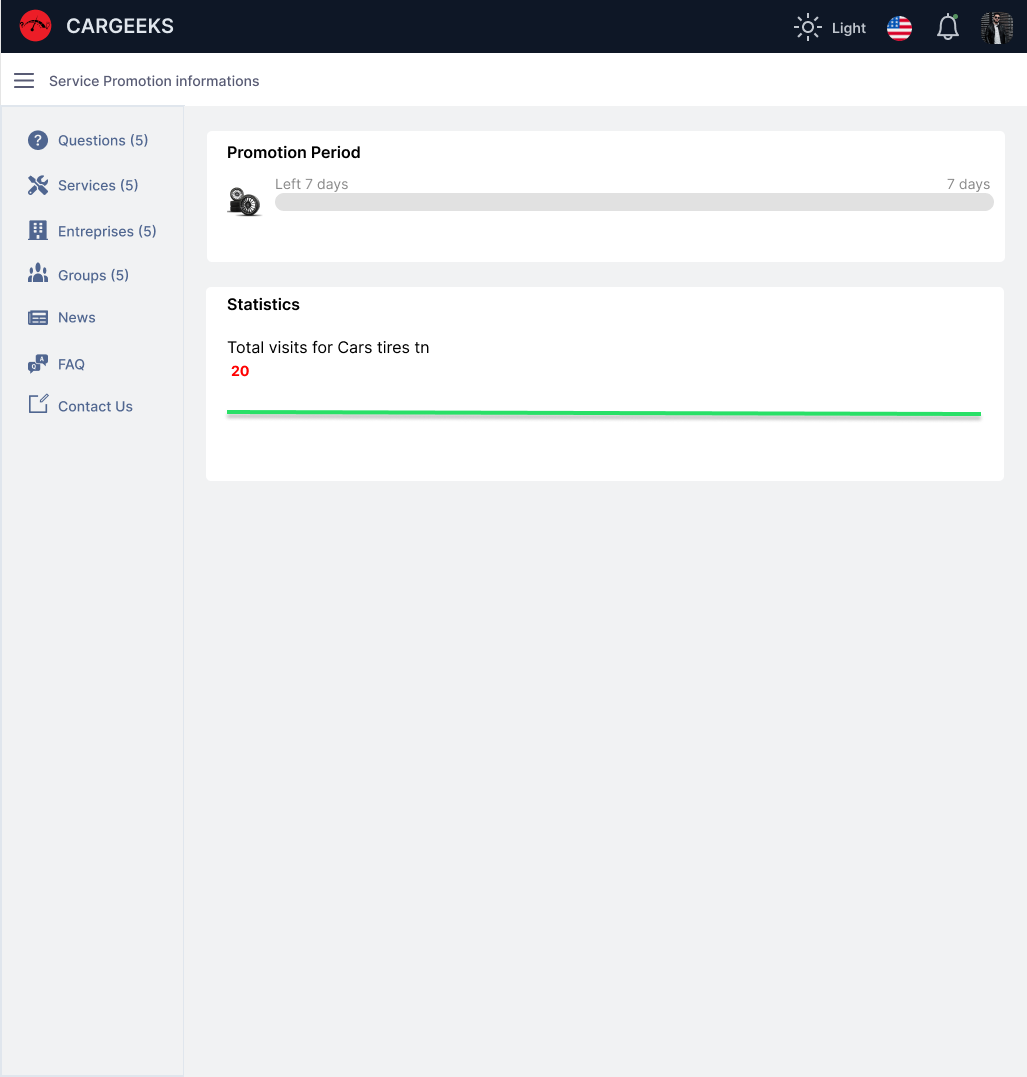 CARGEEKS
Light
Service Promotion informations
Questions (5)
Services (5)
Entreprises (5)
Groups (5)
News
FAQ
Contact Us
Promotion Period
Left 7 days
7 days
Statistics
Total visits for Cars tires tn
20